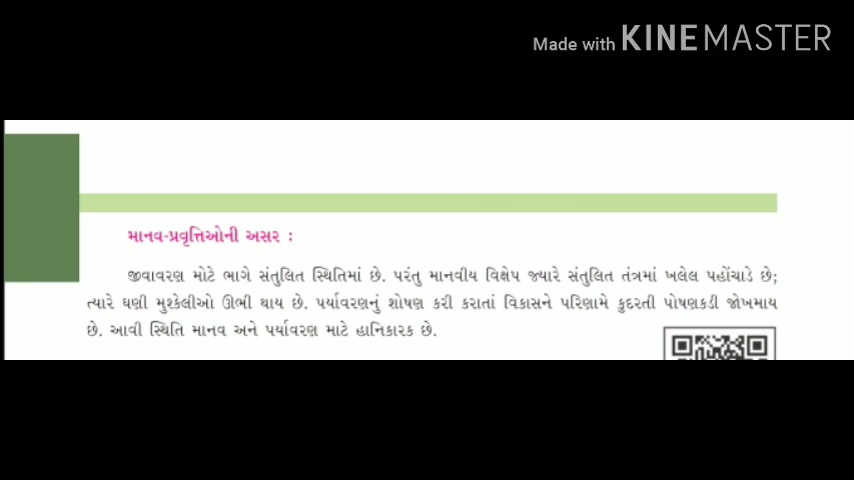 Made with KINEMASTER
માનવ-પ્રવૃત્તિઓની અસર :
જીવાવરણ મોટે ભાગે સંતુલિત સ્થિતિમાં છે. પરંતુ માનવીય વિક્ષેપ જ્યારે સંતુલિત તંત્રમાં ખલેલ પહોંચાડે છે;
ત્યારે ઘણી મુશ્કેલીઓ ઊભી થાય છે. પર્યાવરણનું શોષણ કરી કરાતાં વિકાસને પરિણામે કુદરતી પોષણકડી જોખમાય
છે. આવી સ્થિતિ માનવ અને પર્યાવરણ માટે હાનિકારક છે.